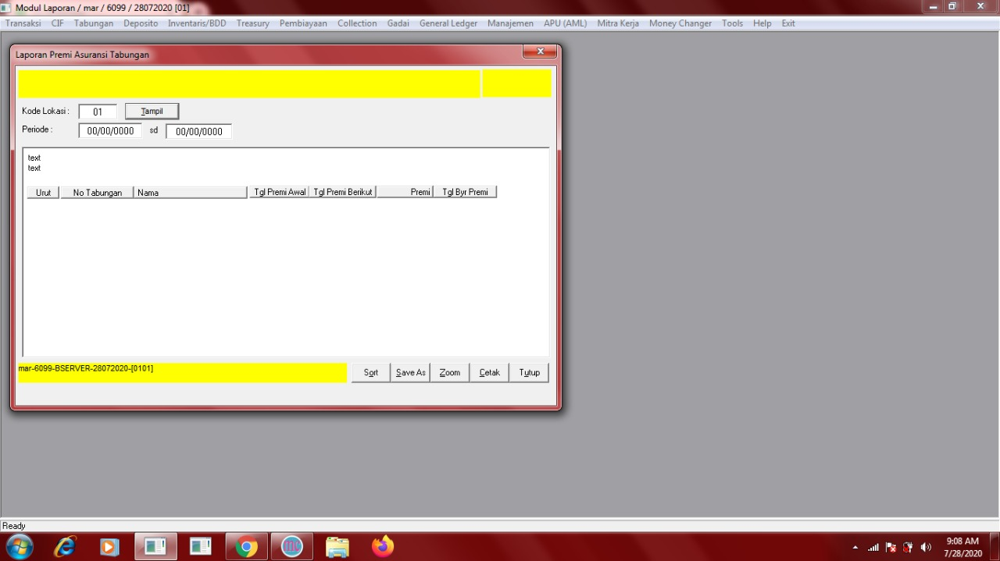 Modul Laporan / mar / 6099 / 28072020 [01]
Transaksi CIF Tabungan Deposito Inventaris/BDD Treasury Pembiayaan Collection Gadai General Ledger Manajemen APU (AML) Mitra Kerja Money Changer Tools Help Exit
Laporan Premi Asuransi Tabungan
Kode Lokasi : 01 Tampil
Periode : 00/00/0000 sd 00/00/0000
text
text
Urut No Tabungan Nama Tgl Premi Awal Tgl Premi Berikut Premi Tgl Byr Premi
mar-6099-BSERVER-28072020-[0101]
Sort Save As Zoom Cetak Tutup
Ready
9:08 AM
7/28/2020